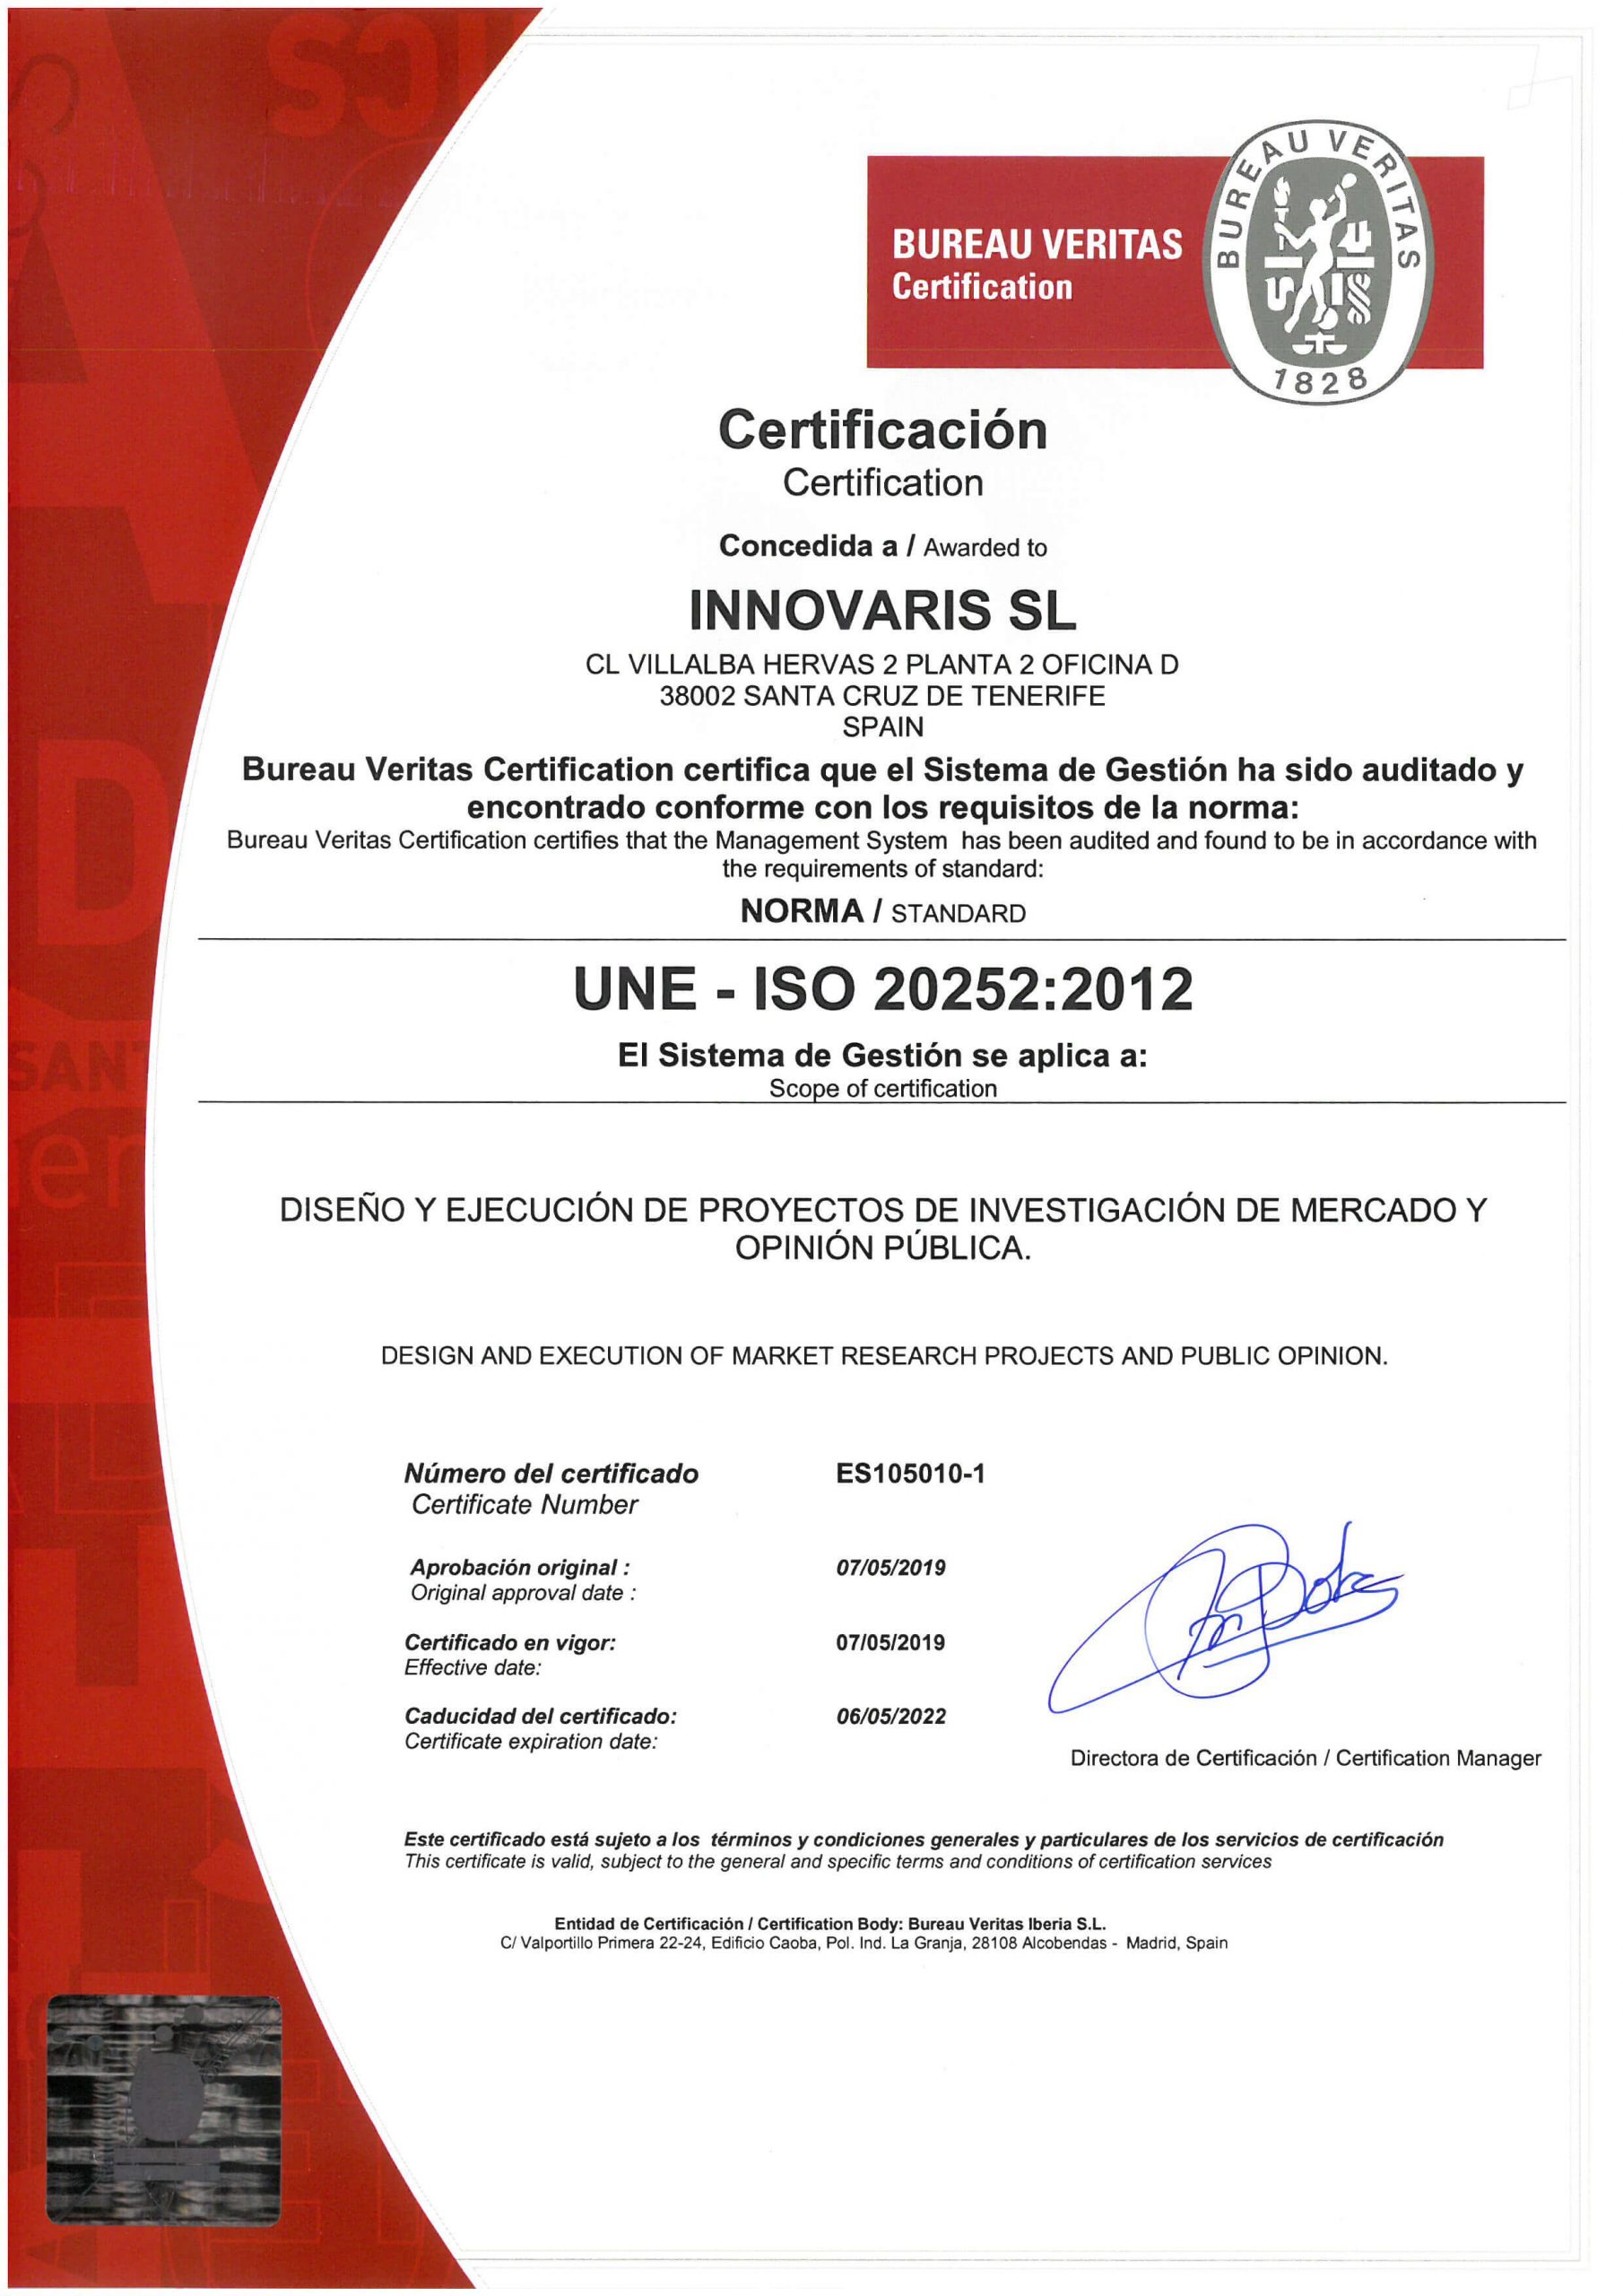 BUREAU VERITAS
Certification
BUREAU VERITAS
1828
Certificación
Certification
Concedida a / Awarded to
INNOVARIS SL
CL VILLALBA HERVAS 2 PLANTA 2 OFICINA D
38002 SANTA CRUZ DE TENERIFE
SPAIN
Bureau Veritas Certification certifica que el Sistema de Gestión ha sido auditado y
encontrado conforme con los requisitos de la norma:
Bureau Veritas Certification certifies that the Management System has been audited and found to be in accordance with
the requirements of standard:
NORMA / STANDARD
UNE - ISO 20252:2012
El Sistema de Gestión se aplica a:
Scope of certification
DISEÑO Y EJECUCIÓN DE PROYECTOS DE INVESTIGACIÓN DE MERCADO Y
OPINIÓN PÚBLICA.
DESIGN AND EXECUTION OF MARKET RESEARCH PROJECTS AND PUBLIC OPINION.
Número del certificado ES105010-1
Certificate Number
Aprobación original : 07/05/2019
Original approval date :
Certificado en vigor: 07/05/2019
Effective date:
Caducidad del certificado: 06/05/2022
Certificate expiration date:
Directora de Certificación / Certification Manager
Este certificado está sujeto a los términos y condiciones generales y particulares de los servicios de certificación
This certificate is valid, subject to the general and specific terms and conditions of certification services
Entidad de Certificación / Certification Body: Bureau Veritas Iberia S.L.
C/ Valportillo Primera 22-24, Edificio Caoba, Pol. Ind. La Granja, 28108 Alcobendas - Madrid, Spain